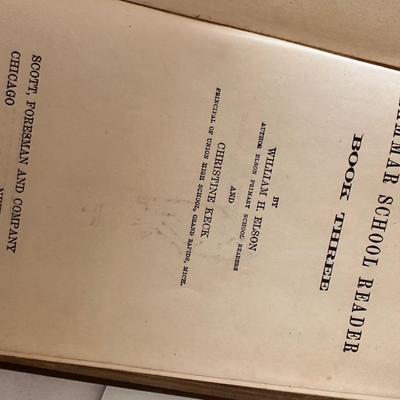 GRAMMAR SCHOOL READER
BOOK THREE
BY
WILLIAM H. ELSON
AUTHOR ELSON PRIMARY SCHOOL READERS
AND
CHRISTINE KECK
PRINCIPAL OF UNION HIGH SCHOOL, GRAND RAPIDS, MICH.
SCOTT, FORESMAN AND COMPANY
CHICAGO